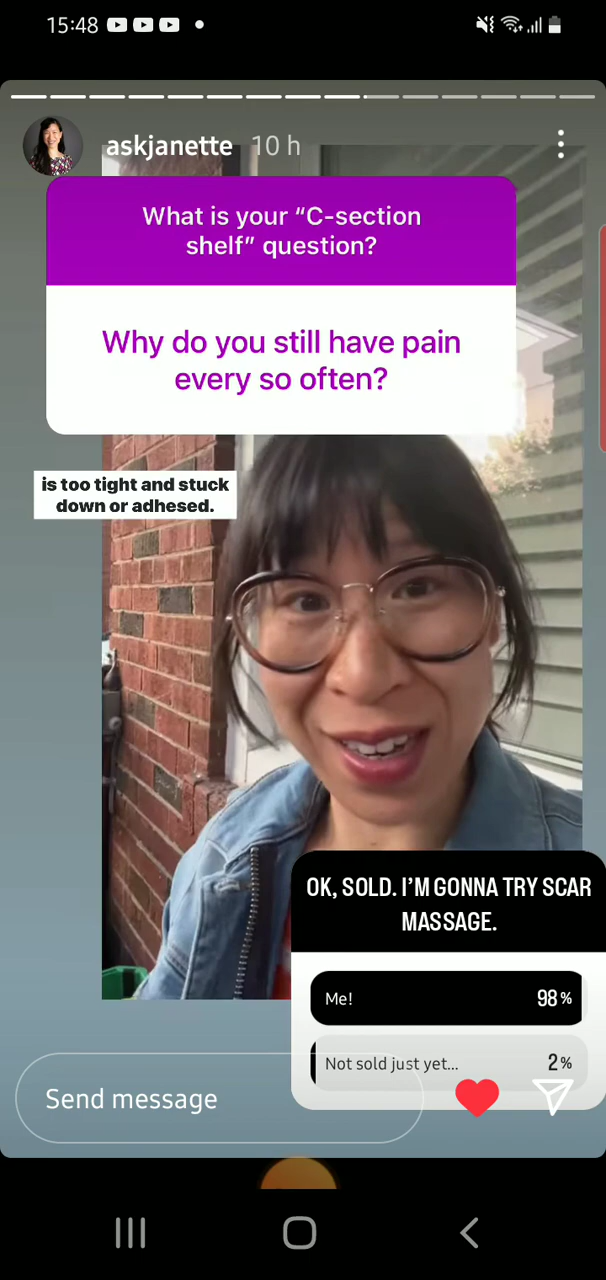 15:48
askjanette 10 h
What is your “C-section
shelf” question?
Why do you still have pain
every so often?
is too tight and stuck
down or adhesed.
OK, SOLD. I’M GONNA TRY SCAR
MASSAGE.
Me! 98%
Not sold just yet... 2%
Send message